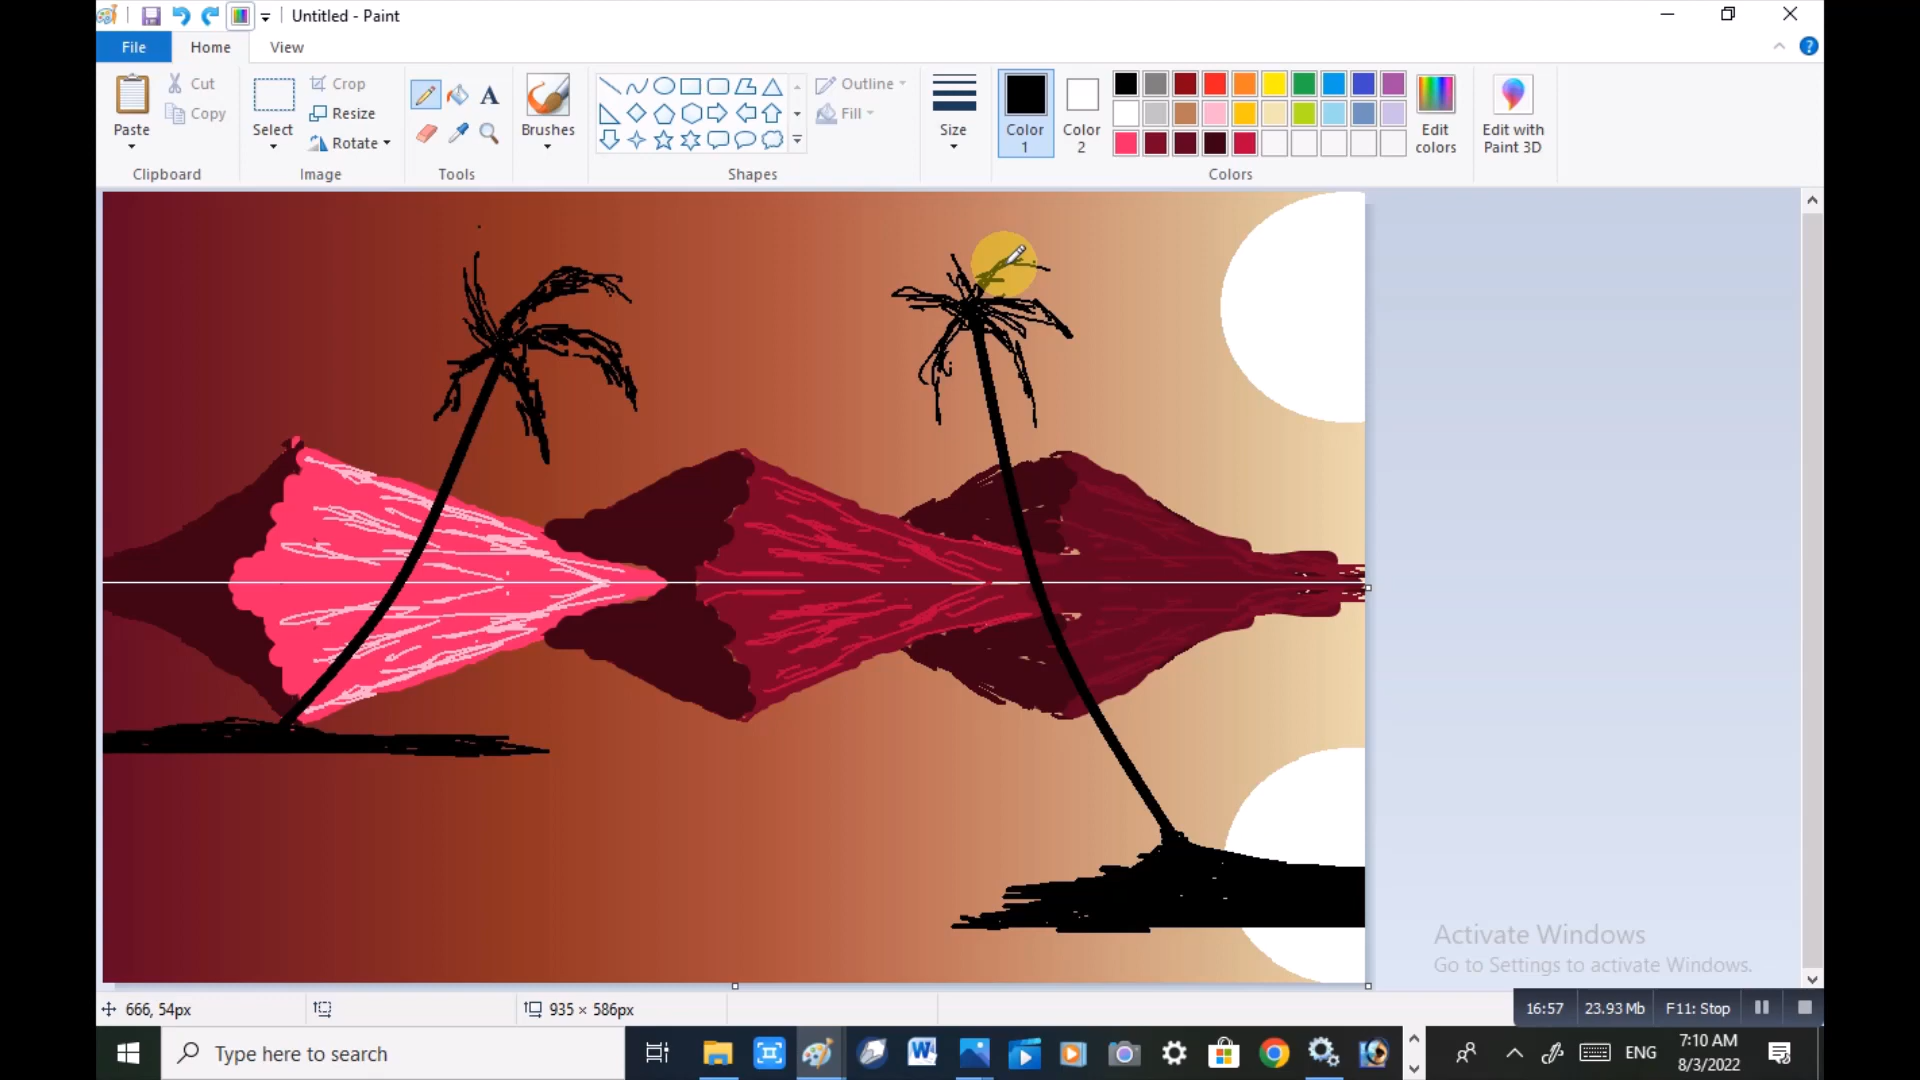 Untitled - Paint
File Home View
Paste
Cut
Copy
Clipboard
Select
Crop
Resize
Rotate
Image
Tools
Brushes
Shapes
Outline
Fill
Size
Color 1
Color 2
Edit colors
Colors
Edit with Paint 3D
Activate Windows
Go to Settings to activate Windows.
666, 54px
935 × 586px
16:57 23.93 Mb F11: Stop
Type here to search
ENG
7:10 AM
8/3/2022